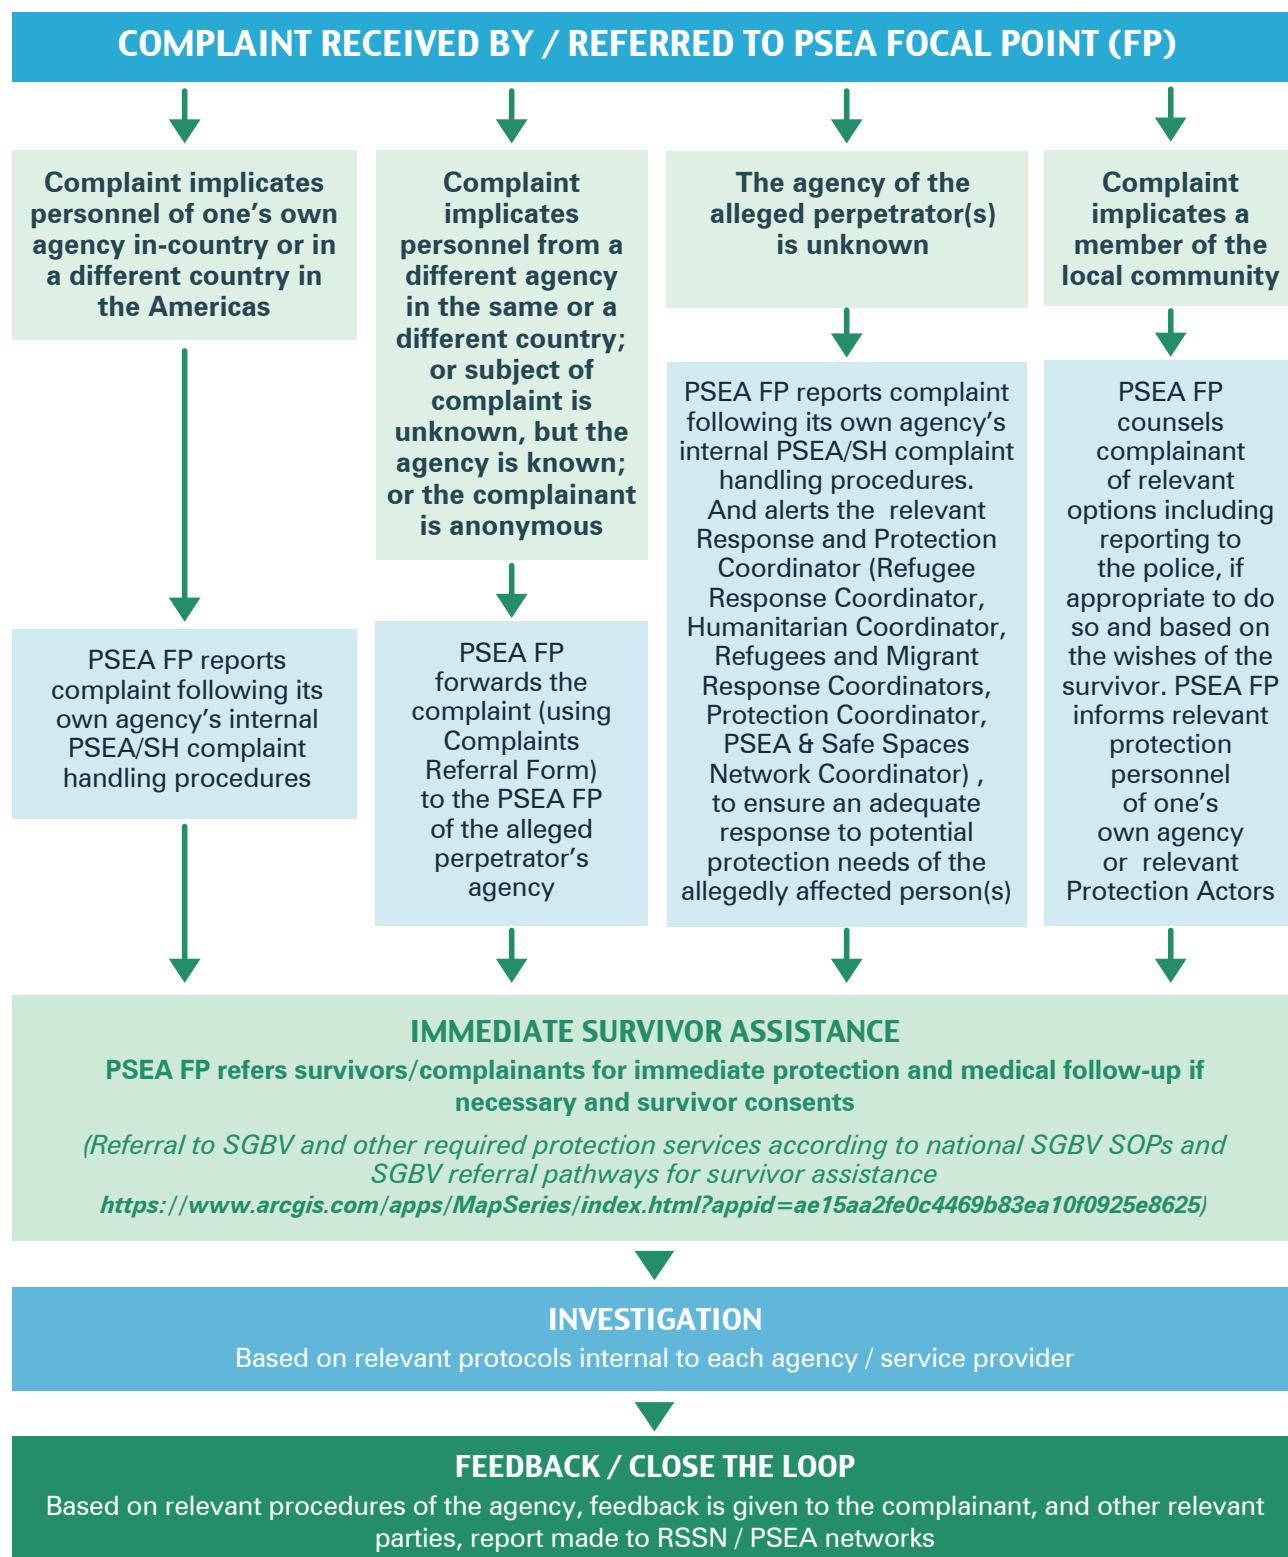 COMPLAINT RECEIVED BY / REFERRED TO PSEA FOCAL POINT (FP)
Complaint implicates
personnel of one's own
agency in-country or in
a different country in
the Americas
PSEA FP reports
complaint following its
own agency's internal
PSEA/SH complaint
handling procedures
Complaint
implicates
personnel from a
different agency
in the same or a
different country;
or subject of
complaint is
unknown, but the
agency is known;
or the complainant
is anonymous
PSEA FP
forwards the
complaint (using
Complaints
Referral Form)
to the PSEA FP
of the alleged
perpetrator's
agency
The agency of the
alleged perpetrator(s)
is unknown
PSEA FP reports complaint
following its own agency's
internal PSEA/SH complaint
handling procedures.
And alerts the relevant
Response and Protection
Coordinator (Refugee
Response Coordinator,
Humanitarian Coordinator,
Refugees and Migrant
Response Coordinators,
Protection Coordinator,
PSEA & Safe Spaces
Network Coordinator) ,
to ensure an adequate
response to potential
protection needs of the
allegedly affected person(s)
Complaint
implicates a
member of the
local community
PSEA FP
counsels
complainant
of relevant
options including
reporting to
the police, if
appropriate to do
so and based on
the wishes of the
survivor. PSEA FP
informs relevant
protection
personnel
of one's
own agency
or relevant
Protection Actors
IMMEDIATE SURVIVOR ASSISTANCE
PSEA FP refers survivors/complainants for immediate protection and medical follow-up if
necessary and survivor consents
(Referral to SGBV and other required protection services according to national SGBV SOPs and
SGBV referral pathways for survivor assistance
https://www.arcgis.com/apps/MapSeries/index.html?appid=ae15aa2fe0c4469b83ea10f0925e8625)
INVESTIGATION
Based on relevant protocols internal to each agency / service provider
FEEDBACK / CLOSE THE LOOP
Based on relevant procedures of the agency, feedback is given to the complainant, and other relevant
parties, report made to RSSN / PSEA networks